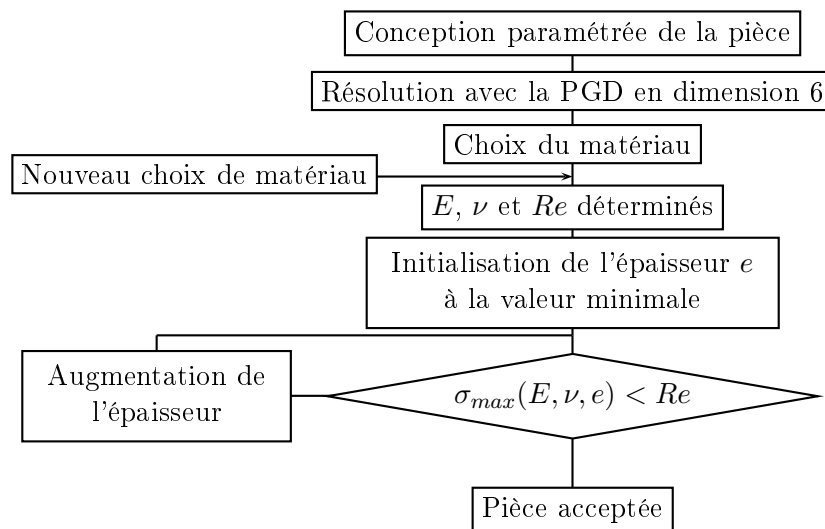 Conception paramétrée de la pièce
Résolution avec la PGD en dimension 6
Choix du matériau
Nouveau choix de matériau
E, ν et Re déterminés
Initialisation de l'épaisseur e
à la valeur minimale
Augmentation de
l'épaisseur
σmax(E, ν, e) < Re
Pièce acceptée